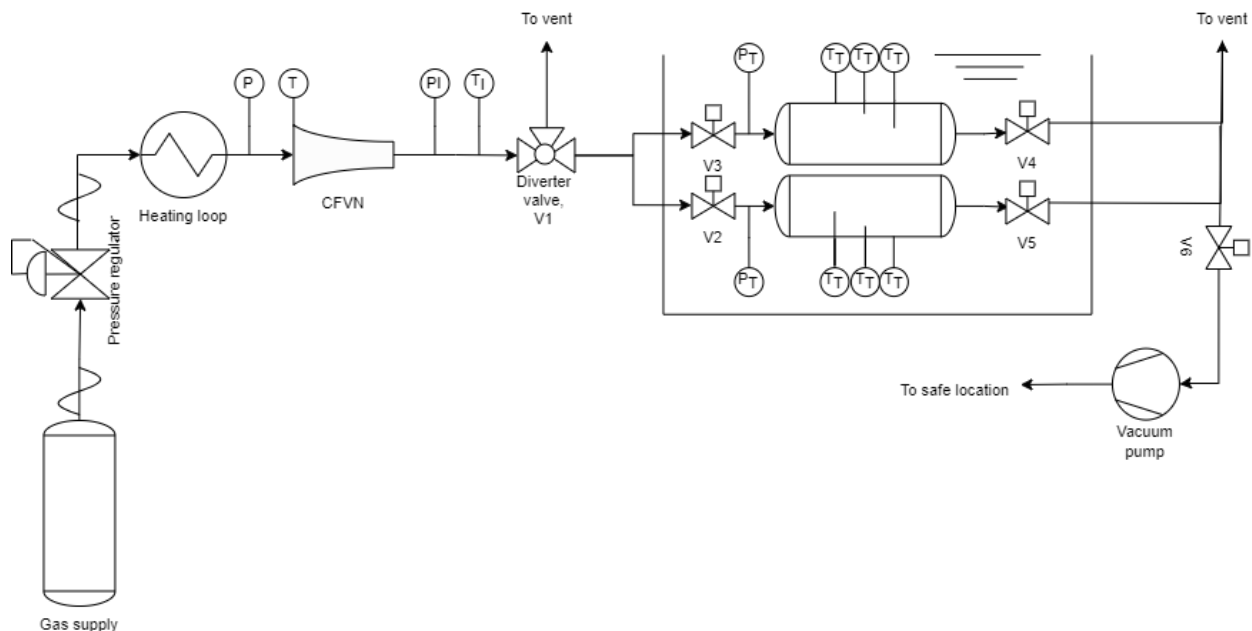 To vent
To vent
P
T
PI
TI
PT
TT
TT
TT
V3
V4
Heating loop
CFVN
Diverter
valve,
V1
V2
V5
V6
Pressure regulator
PT
TT
TT
TT
To safe location
Vacuum
pump
Gas supply